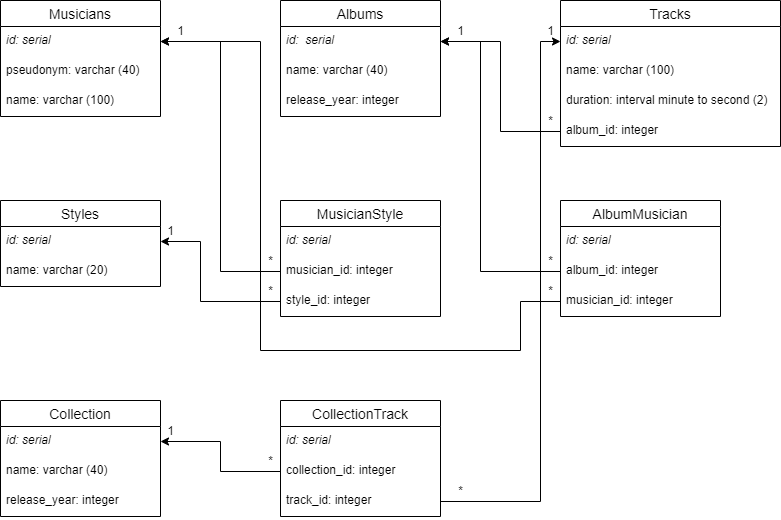 Musicians
id: serial
pseudonym: varchar (40)
name: varchar (100)
1
Albums
id: serial
name: varchar (40)
release_year: integer
1
Tracks
id: serial
name: varchar (100)
duration: interval minute to second (2)
album_id: integer
1
*
Styles
id: serial
name: varchar (20)
1
MusicianStyle
id: serial
musician_id: integer
style_id: integer
*
*
AlbumMusician
id: serial
album_id: integer
musician_id: integer
*
*
Collection
id: serial
name: varchar (40)
release_year: integer
1
CollectionTrack
id: serial
collection_id: integer
track_id: integer
*
*